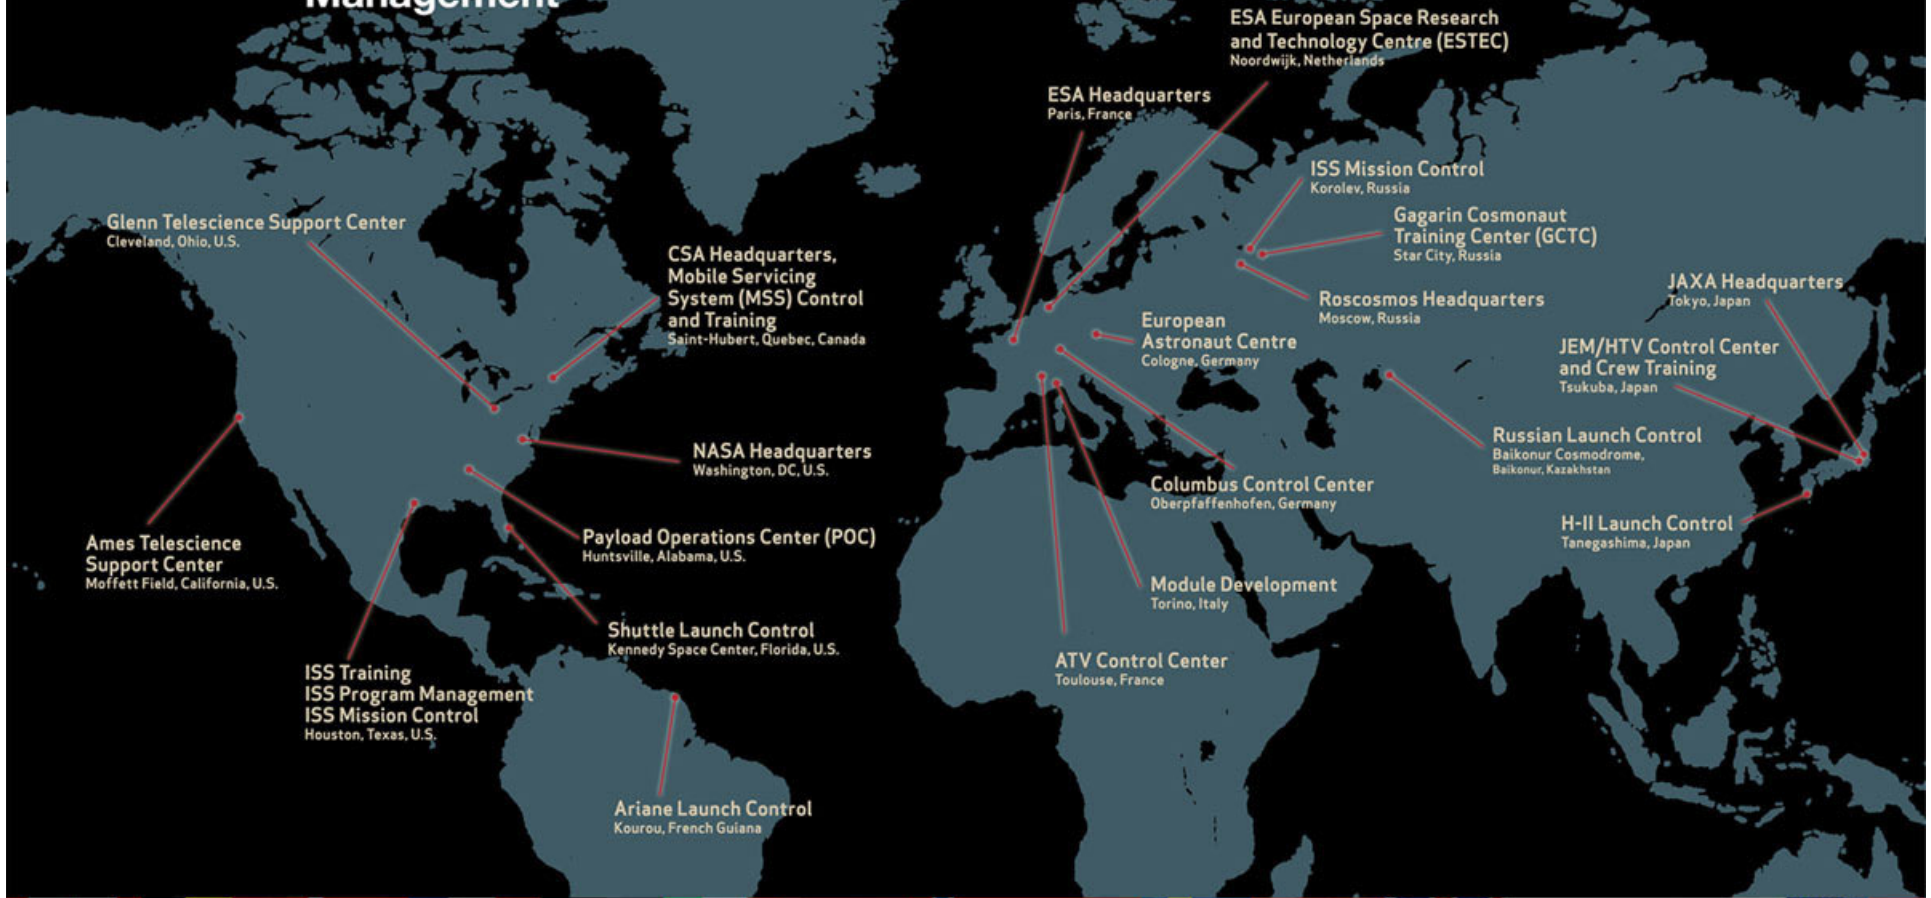 Management
ESA European Space Research
and Technology Centre (ESTEC)
Noordwijk, Netherlands
ESA Headquarters
Paris, France
ISS Mission Control
Korolev, Russia
Gagarin Cosmonaut
Training Center (GCTC)
Star City, Russia
Glenn Telescience Support Center
Cleveland, Ohio, U.S.
CSA Headquarters,
Mobile Servicing
System (MSS) Control
and Training
Saint-Hubert, Quebec, Canada
JAXA Headquarters
Tokyo, Japan
Roscosmos Headquarters
Moscow, Russia
European
Astronaut Centre
Cologne, Germany
JEM/HTV Control Center
and Crew Training
Tsukuba, Japan
NASA Headquarters
Washington, DC, U.S.
Russian Launch Control
Baikonur Cosmodrome,
Baikonur, Kazakhstan
Columbus Control Center
Oberpfaffenhofen, Germany
H-II Launch Control
Tanegashima, Japan
Ames Telescience
Support Center
Moffett Field, California, U.S.
Payload Operations Center (POC)
Huntsville, Alabama, U.S.
Module Development
Torino, Italy
Shuttle Launch Control
Kennedy Space Center, Florida, U.S.
ATV Control Center
Toulouse, France
ISS Training
ISS Program Management
ISS Mission Control
Houston, Texas, U.S.
Ariane Launch Control
Kourou, French Guiana